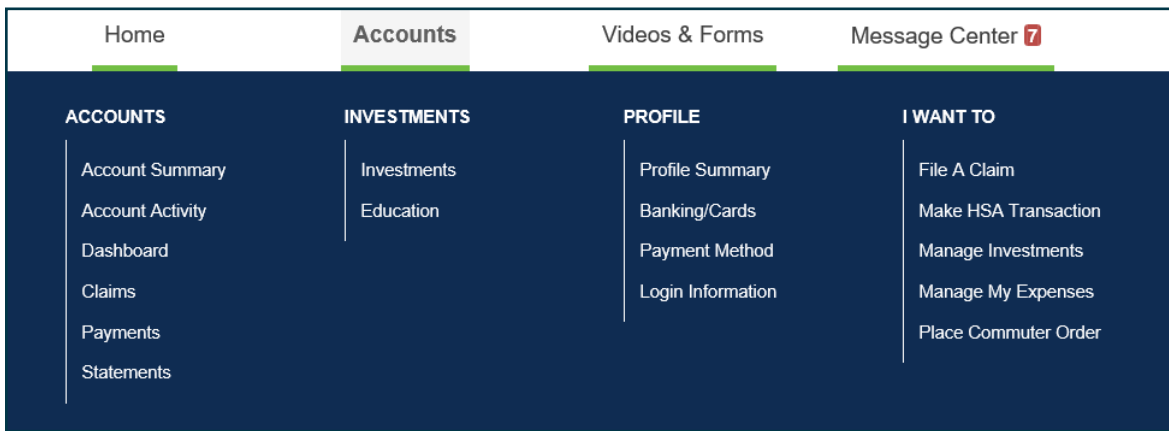 Home
Accounts
Videos & Forms
Message Center 7
ACCOUNTS
Account Summary
Account Activity
Dashboard
Claims
Payments
Statements
INVESTMENTS
Investments
Education
PROFILE
Profile Summary
Banking/Cards
Payment Method
Login Information
I WANT TO
File A Claim
Make HSA Transaction
Manage Investments
Manage My Expenses
Place Commuter Order